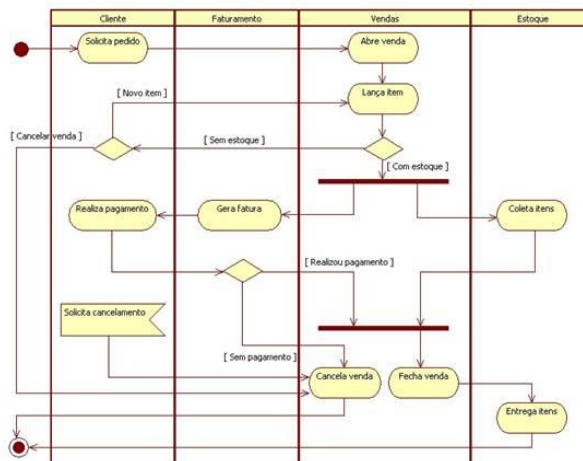 Cliente
Faturamento
Vendas
Estoque
Solicita pedido
Abre venda
[ Novo item ]
Lança item
[ Cancelar venda ]
[ Sem estoque ]
[ Com estoque ]
Realiza pagamento
Gera fatura
Coleta itens
[ Realizou pagamento ]
Solicita cancelamento
[ Sem pagamento ]
Cancela venda
Fecha venda
Entrega itens